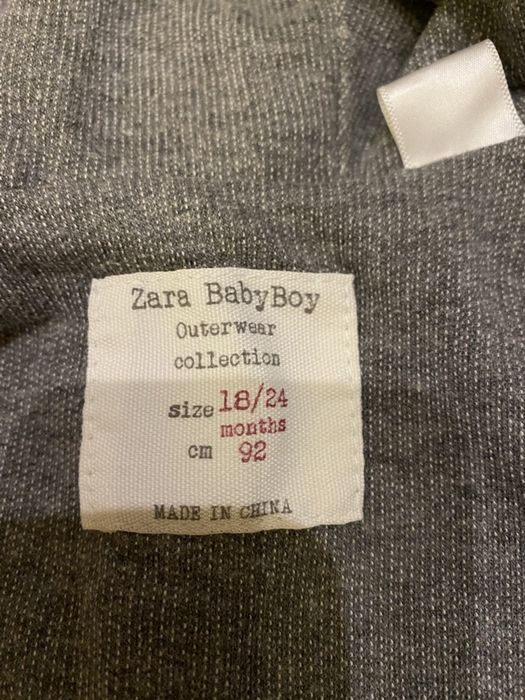 Zara BabyBoy
Outerwear
collection
size 18/24
months
cm 92
MADE IN CHINA